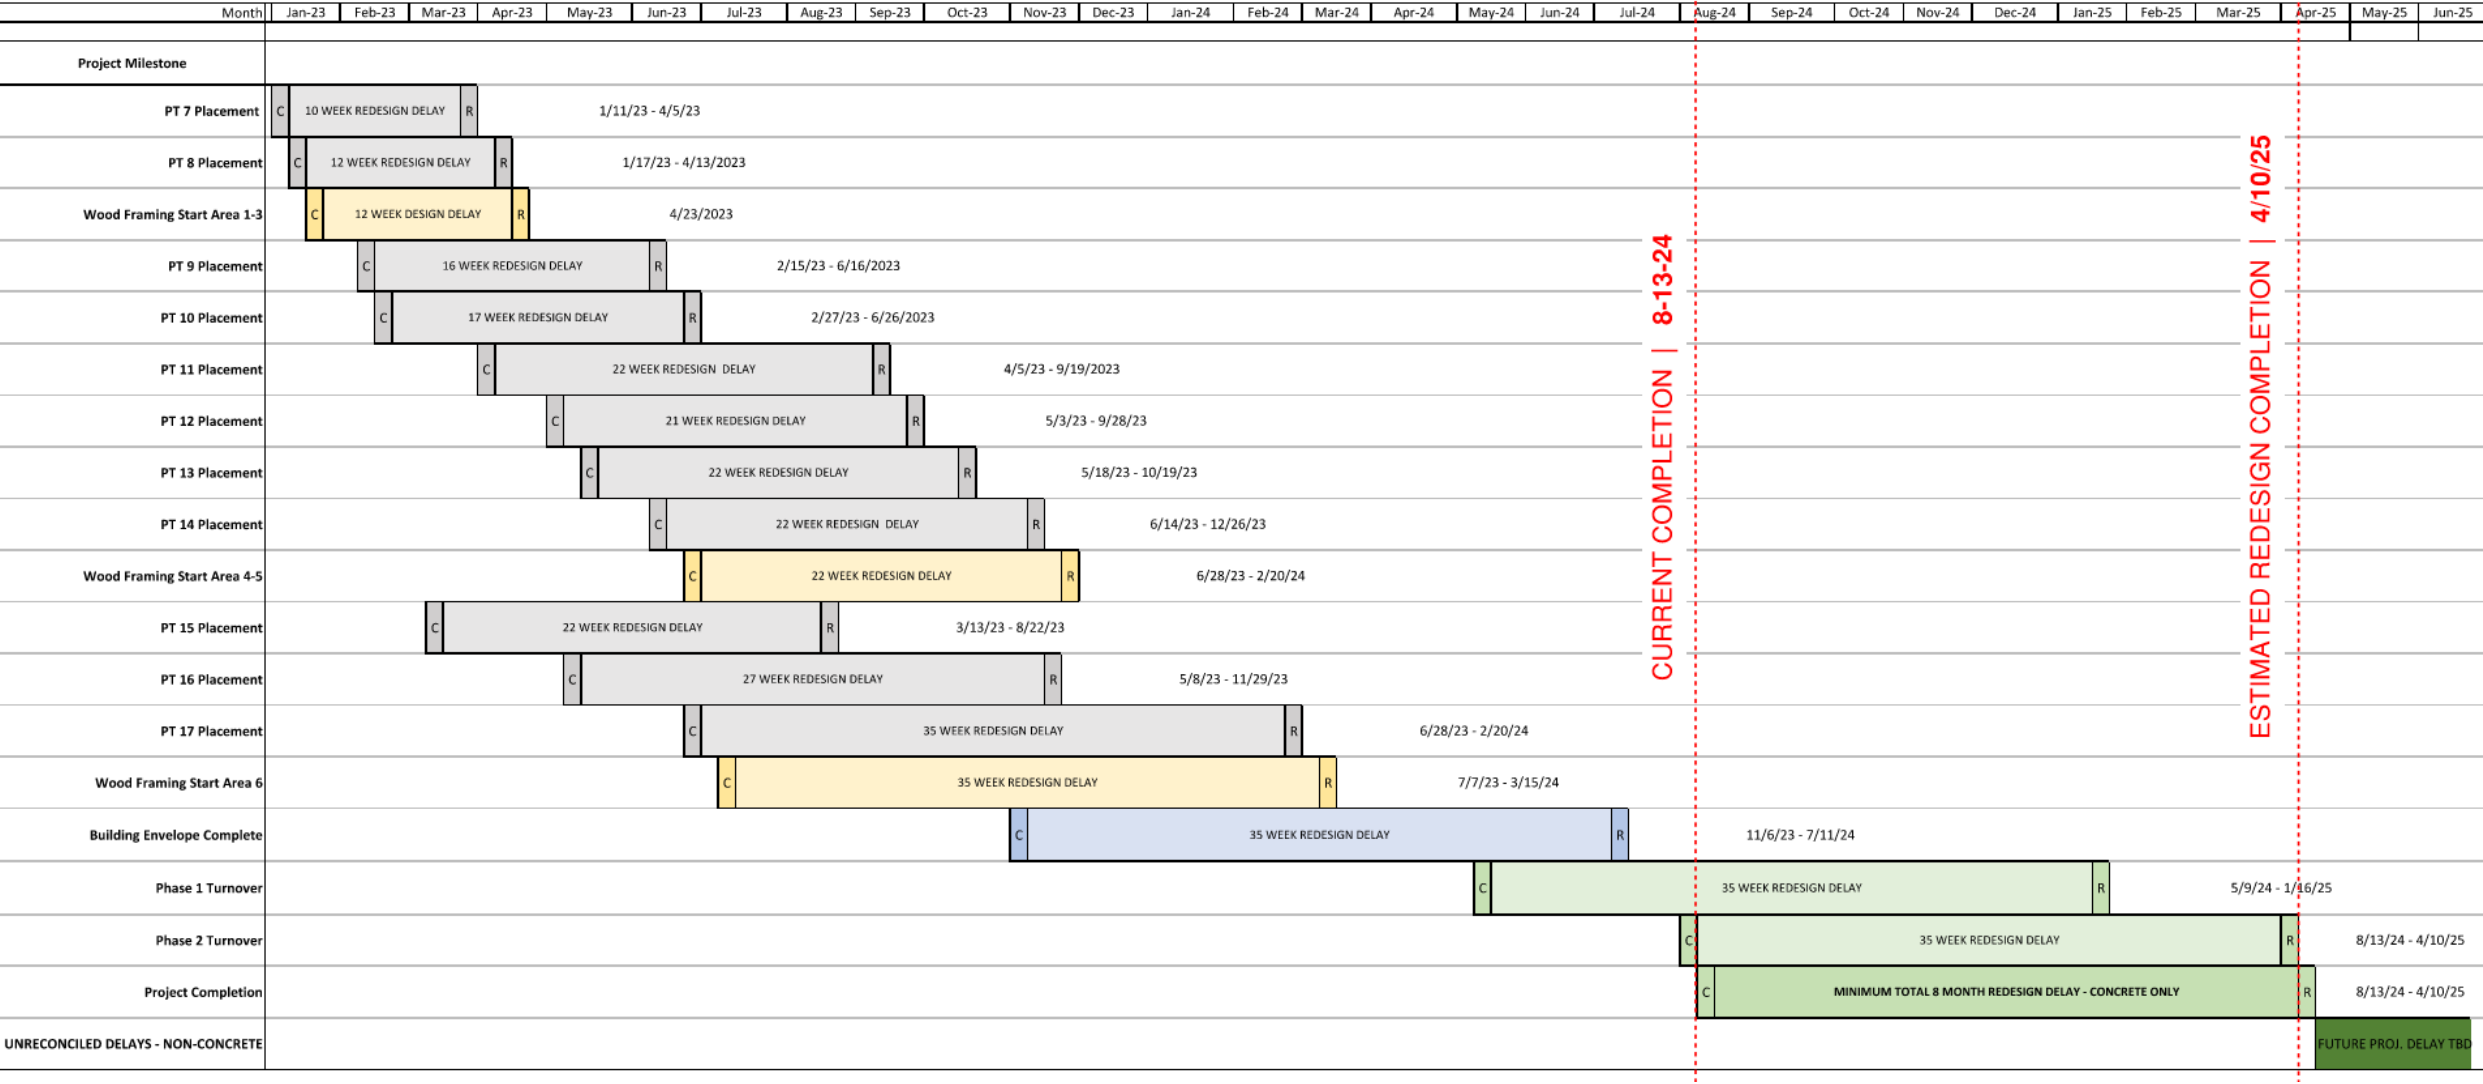 Month Jan-23 Feb-23 Mar-23 Apr-23 May-23 Jun-23 Jul-23 Aug-23 Sep-23 Oct-23 Nov-23 Dec-23 Jan-24 Feb-24 Mar-24 Apr-24 May-24 Jun-24 Jul-24 Aug-24 Sep-24 Oct-24 Nov-24 Dec-24 Jan-25 Feb-25 Mar-25 Apr-25 May-25 Jun-25
Project Milestone
PT 7 Placement C 10 WEEK REDESIGN DELAY R 1/11/23 - 4/5/23
PT 8 Placement C 12 WEEK REDESIGN DELAY R 1/17/23 - 4/13/2023
Wood Framing Start Area 1-3 C 12 WEEK DESIGN DELAY R 4/23/2023
PT 9 Placement C 16 WEEK REDESIGN DELAY R 2/15/23 - 6/16/2023
PT 10 Placement C 17 WEEK REDESIGN DELAY R 2/27/23 - 6/26/2023
PT 11 Placement C 22 WEEK REDESIGN DELAY R 4/5/23 - 9/19/2023
PT 12 Placement C 21 WEEK REDESIGN DELAY R 5/3/23 - 9/28/23
PT 13 Placement C 22 WEEK REDESIGN DELAY R 5/18/23 - 10/19/23
PT 14 Placement C 22 WEEK REDESIGN DELAY R 6/14/23 - 12/26/23
Wood Framing Start Area 4-5 C 22 WEEK REDESIGN DELAY R 6/28/23 - 2/20/24
PT 15 Placement C 22 WEEK REDESIGN DELAY R 3/13/23 - 8/22/23
PT 16 Placement C 27 WEEK REDESIGN DELAY R 5/8/23 - 11/29/23
PT 17 Placement C 35 WEEK REDESIGN DELAY R 6/28/23 - 2/20/24
Wood Framing Start Area 6 C 35 WEEK REDESIGN DELAY R 7/7/23 - 3/15/24
Building Envelope Complete C 35 WEEK REDESIGN DELAY R 11/6/23 - 7/11/24
Phase 1 Turnover C 35 WEEK REDESIGN DELAY R 5/9/24 - 1/16/25
Phase 2 Turnover C 35 WEEK REDESIGN DELAY R 8/13/24 - 4/10/25
Project Completion C MINIMUM TOTAL 8 MONTH REDESIGN DELAY - CONCRETE ONLY R 8/13/24 - 4/10/25
UNRECONCILED DELAYS - NON-CONCRETE FUTURE PROJ. DELAY TBD
CURRENT COMPLETION | 8-13-24
ESTIMATED REDESIGN COMPLETION | 4/10/25